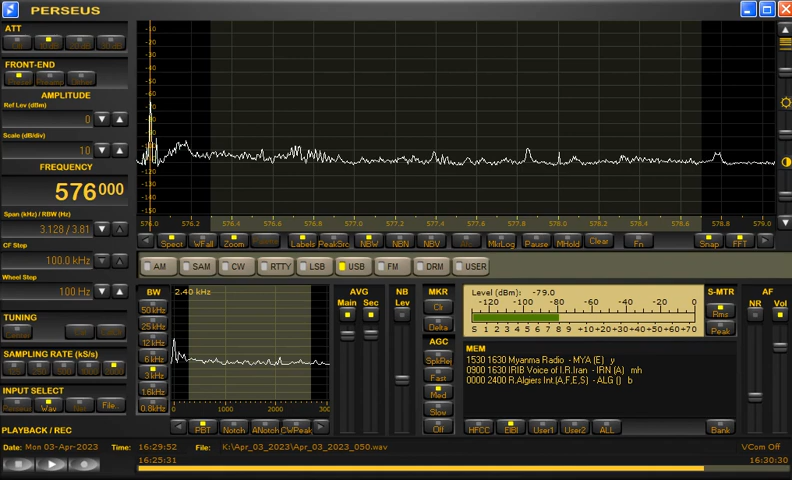 PERSEUS
ATT
FRONT-END
AMPLITUDE
Ref Lev (dBm)
0
Scale (dB/div)
10
FREQUENCY
576000
Span (kHz) / RBW (Hz)
3.128 / 3.81
CF Step
100.0 kHz
Wheel Step
100 Hz
TUNING
SAMPLING RATE (kS/s)
INPUT SELECT
Wav
File...
PLAYBACK / REC
-10
-20
-30
-40
-50
-60
-70
-120
-130
-150
576.0 576.2 576.4 576.6 576.8 577.0 577.2 577.4 577.6 577.8 578.0 578.2 578.4 578.6 578.8 579.0
Spect WFall Zoom Labels PeakSrc NBW NBN NBV MkrLog Pause MHold Clear Fn Snap FFT
AM SAM CW RTTY LSB USB FM DRM USER
BW
50kHz
25kHz
12kHz
6 kHz
3 kHz
1.6kHz
0.8kHz
2.40 kHz
0 1000 2000 300
PBT Notch ANotch CWPeak
AVG
Main Sec
NB
Lev
MKR
Clr
Delta
AGC
SplkRej
Fast
Med
Slow
Off
Level (dBm): -79.0
-120 -100 -80 -60 -40 -20 0
S 1 2 3 4 5 6 7 8 9 +10 +20 +30 +40 +50 +60 +70
S-MTR
Rms
Peak
AF
NR Vol
MEM
1530 1630 Myanma Radio - MYA (E) y
0900 1630 IRIB Voice of I.R.Iran - IRN (A) mh
0000 2400 R.Algiers Int.(A,F,E,S) - ALG () b
HFCC EIBI User1 User2 ALL Bank
Date: Mon 03-Apr-2023 Time: 16:29:52 File: K:\Apr_03_2023\Apr_03_2023_050.wav VCom Off
16:25:31 16:30:30